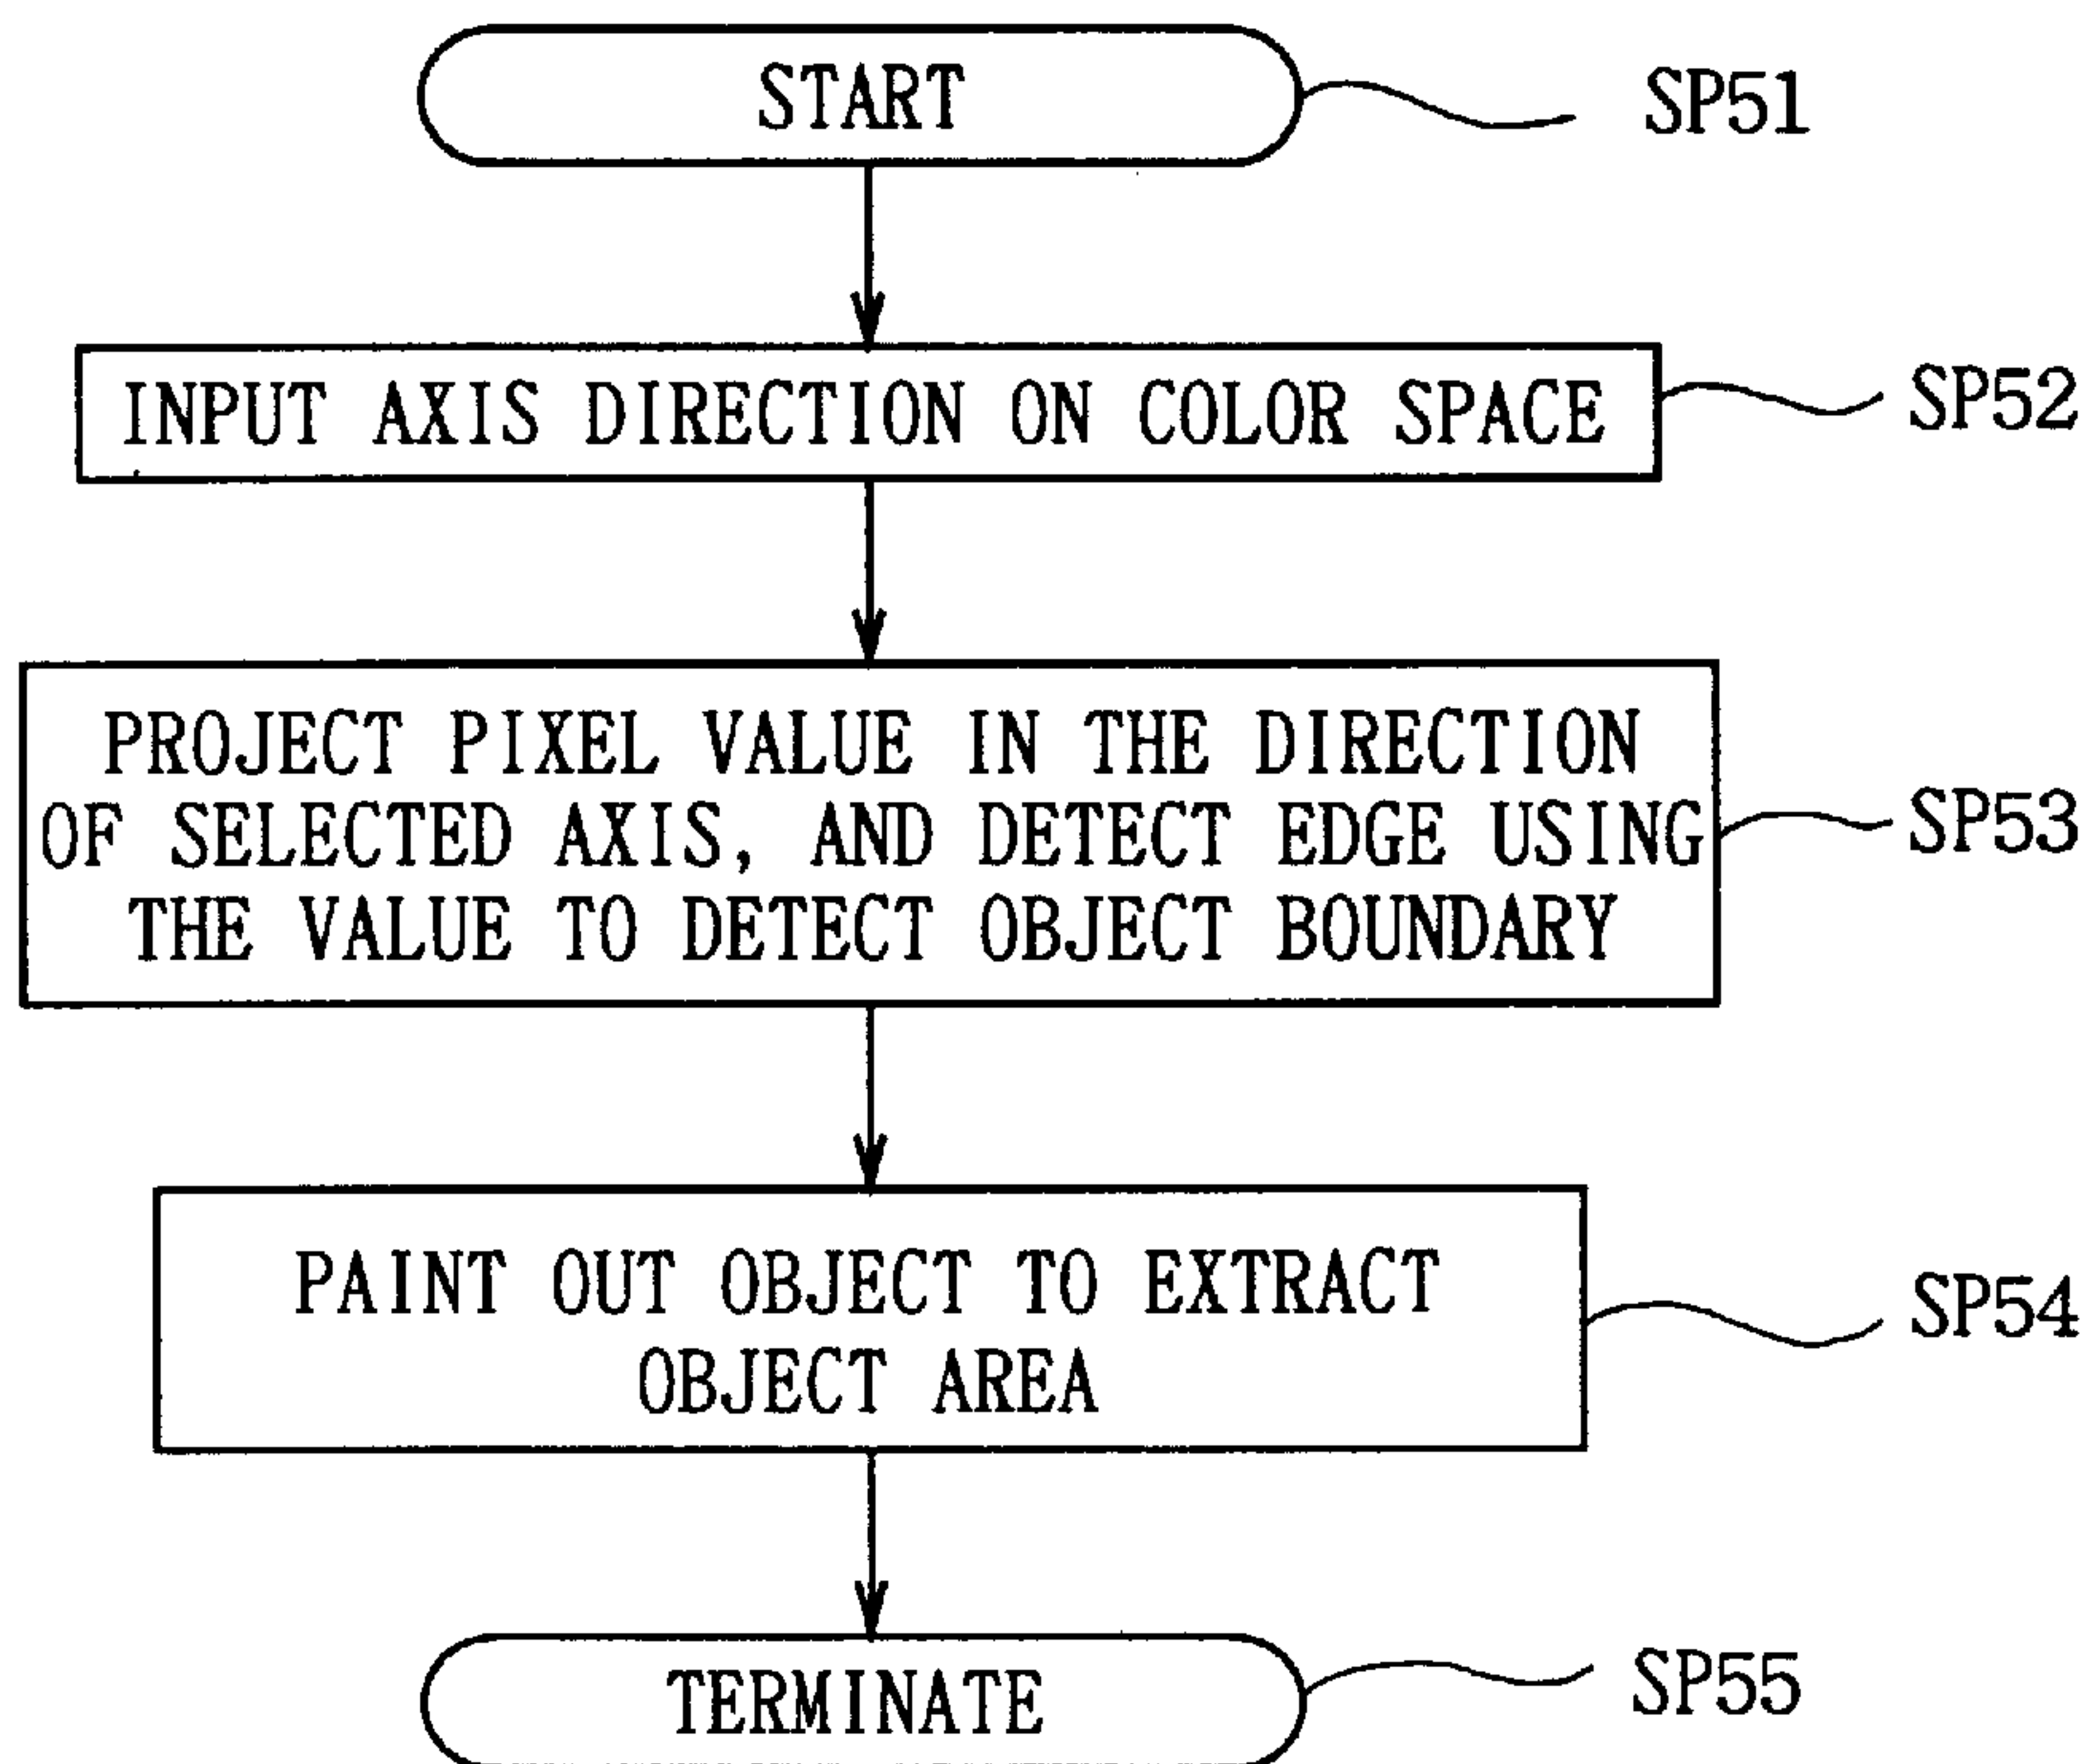 START
SP51
INPUT AXIS DIRECTION ON COLOR SPACE
SP52
PROJECT PIXEL VALUE IN THE DIRECTION
OF SELECTED AXIS, AND DETECT EDGE USING
THE VALUE TO DETECT OBJECT BOUNDARY
SP53
PAINT OUT OBJECT TO EXTRACT
OBJECT AREA
SP54
TERMINATE
SP55